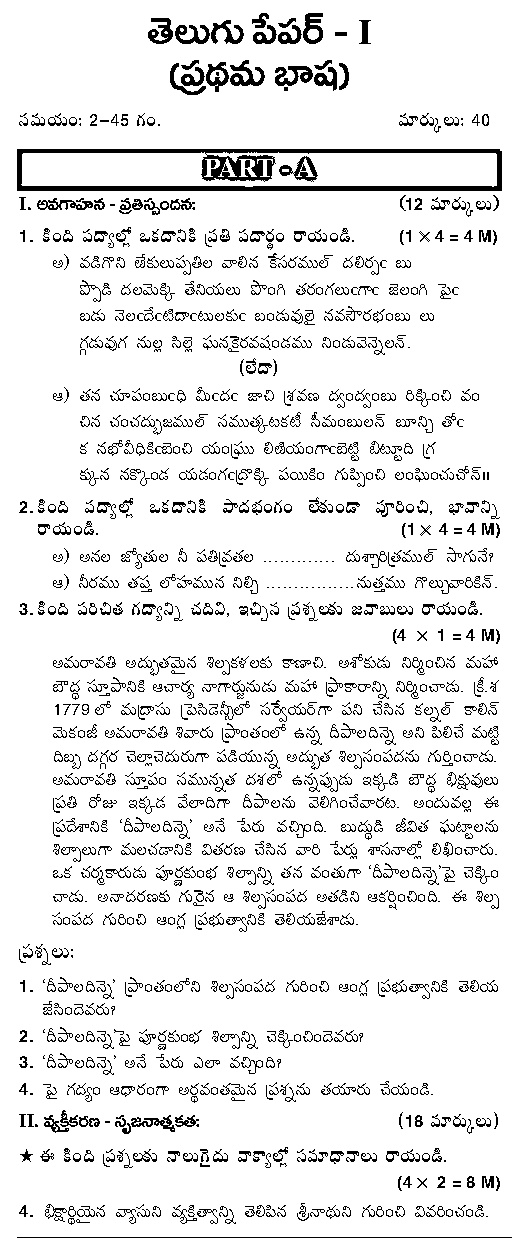 తెలుగు పేపర్ - I
(ప్రథమ భాష)
సమయం: 2-45 గం. మార్కులు: 40
PART - A
I. అవగాహన - ప్రతిస్పందన: (12 మార్కులు)
1. కింది పద్యాల్లో ఒకదానికి ప్రతి పదార్థం రాయండి. (1 × 4 = 4 M)
అ) వడిగొని లేకులుప్పతిల వాలిన కేసరముల్ దలిర్పఁ బు
ప్పొడి దలమెక్కి తేనియలు పొంగి తరంగలుఁగాఁ జెలంగి పైఁ
బడు నెలఁదేఁటిదాఁటులకుఁ బండువులై నవసౌరభంబు లు
గ్గడువుగ నుల్ల సిల్లె ఘనకైరవషండము నిండువెన్నెలన్.
(లేదా)
ఆ) తన చూపంబుఁధి మీఁదఁ జాచి శ్రవణ ద్వంద్వంబు రిక్కించి వం
చిన చంచద్భుజముల్ సముత్కటకటీ సీమంబులన్ బూన్చి తోఁ
క నభోవీథికిఁబెంచి యంఘ్రు లిఱియంగాఁబెట్టి బిట్టూది గ్ర
క్కున నక్కొండ యడంగఁద్రొక్కి పయికిం గుప్పించి లంఘించుచోన్॥
2. కింది పద్యాల్లో ఒకదానికి పాదభంగం లేకుండా పూరించి, భావాన్ని
రాయండి. (1 × 4 = 4 M)
అ) అనల జ్యోతుల నీ పతివ్రతల ............. దుశ్చారిత్రముల్ సాగునే?
ఆ) నీరము తప్త లోహమున నిల్చి ................నుత్తము గొల్చువారికిన్.
3. కింది పరిచిత గద్యాన్ని చదివి, ఇచ్చిన ప్రశ్నలకు జవాబులు రాయండి.
(4 × 1 = 4 M)
అమరావతి అద్భుతమైన శిల్పకళలకు కాణాచి. అశోకుడు నిర్మించిన మహా
బౌద్ధ స్తూపానికి ఆచార్య నాగార్జునుడు మహా ప్రాకారాన్ని నిర్మించాడు. క్రీ.శ
1779 లో మద్రాసు ప్రెసిడెన్సీలో సర్వేయర్‌గా పని చేసిన కల్నల్ కాలిన్
మెకంజీ అమరావతి శివారు ప్రాంతంలో ఉన్న దీపాలదిన్నె అని పిలిచే మట్టి
దిబ్బ దగ్గర చెల్లాచెదురుగా పడియున్న అద్భుత శిల్పసంపదను గుర్తించాడు.
అమరావతి స్తూపం సమున్నత దశలో ఉన్నప్పుడు ఇక్కడి బౌద్ధ భిక్షువులు
ప్రతి రోజు ఇక్కడ వేలాదిగా దీపాలను వెలిగించేవారట. అందువల్ల ఈ
ప్రదేశానికి 'దీపాలదిన్నె' అనే పేరు వచ్చింది. బుద్ధుడి జీవిత ఘట్టాలను
శిల్పాలుగా మలచడానికి వితరణ చేసిన వారి పేర్లు శాసనాల్లో లిఖించారు.
ఒక చర్మకారుడు పూర్ణకుంభ శిల్పాన్ని తన వంతుగా 'దీపాలదిన్నె'పై చెక్కిం
చాడు. అనాదరణకు గురైన ఆ శిల్పసంపద అతడిని ఆకర్షించింది. ఈ శిల్ప
సంపద గురించి ఆంగ్ల ప్రభుత్వానికి తెలియజేశాడు.
ప్రశ్నలు:
1. 'దీపాలదిన్నె' ప్రాంతంలోని శిల్పసంపద గురించి ఆంగ్ల ప్రభుత్వానికి తెలియ
జేసిందెవరు?
2. 'దీపాలదిన్నె'పై పూర్ణకుంభ శిల్పాన్ని చెక్కించిందెవరు?
3. 'దీపాలదిన్నె' అనే పేరు ఎలా వచ్చింది?
4. పై గద్యం ఆధారంగా అర్థవంతమైన ప్రశ్నను తయారు చేయండి.
II. వ్యక్తీకరణ - సృజనాత్మకత: (18 మార్కులు)
★ ఈ కింది ప్రశ్నలకు నాలుగైదు వాక్యాల్లో సమాధానాలు రాయండి.
(4 × 2 = 8 M)
4. భిక్షార్థియైన వ్యాసుని వ్యక్తిత్వాన్ని తెలిపిన శ్రీనాథుని గురించి వివరించండి.